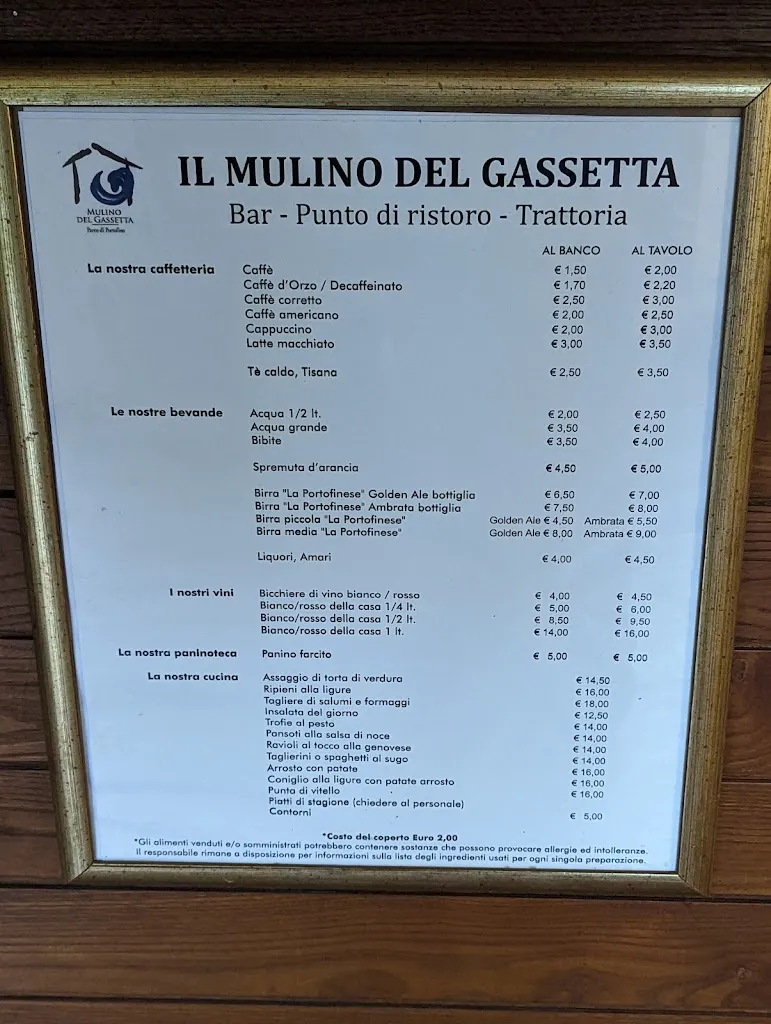 MULINO
DEL GASSETTA
Parco di Portofino
IL MULINO DEL GASSETTA
Bar - Punto di ristoro - Trattoria
AL BANCO AL TAVOLO
La nostra caffetteria Caffè € 1,50 € 2,00
Caffè d'Orzo / Decaffeinato € 1,70 € 2,20
Caffè corretto € 2,50 € 3,00
Caffè americano € 2,00 € 2,50
Cappuccino € 2,00 € 3,00
Latte macchiato € 3,00 € 3,50
Tè caldo, Tisana € 2,50 € 3,50
Le nostre bevande Acqua 1/2 lt. € 2,00 € 2,50
Acqua grande € 3,50 € 4,00
Bibite € 3,50 € 4,00
Spremuta d'arancia € 4,50 € 5,00
Birra "La Portofinese" Golden Ale bottiglia € 6,50 € 7,00
Birra "La Portofinese" Ambrata bottiglia € 7,50 € 8,00
Birra piccola "La Portofinese" Golden Ale € 4,50 Ambrata € 5,50
Birra media "La Portofinese" Golden Ale € 8,00 Ambrata € 9,00
Liquori, Amari € 4,00 € 4,50
I nostri vini Bicchiere di vino bianco / rosso € 4,00 € 4,50
Bianco/rosso della casa 1/4 lt. € 5,00 € 6,00
Bianco/rosso della casa 1/2 lt. € 8,50 € 9,50
Bianco/rosso della casa 1 lt. € 14,00 € 16,00
La nostra paninoteca Panino farcito € 5,00 € 5,00
La nostra cucina Assaggio di torta di verdura € 14,50
Ripieni alla ligure € 16,00
Tagliere di salumi e formaggi € 18,00
Insalata del giorno € 12,50
Trofie al pesto € 14,00
Pansoti alla salsa di noce € 14,00
Ravioli al tocco alla genovese € 14,00
Taglierini o spaghetti al sugo € 14,00
Arrosto con patate € 16,00
Coniglio alla ligure con patate arrosto € 16,00
Punta di vitello € 16,00
Piatti di stagione (chiedere al personale)
Contorni € 5,00
*Costo del coperto Euro 2,00
*Gli alimenti venduti e/o somministrati potrebbero contenere sostanze che possono provocare allergie ed intolleranze.
Il responsabile rimane a disposizione per informazioni sulla lista degli ingredienti usati per ogni singola preparazione.